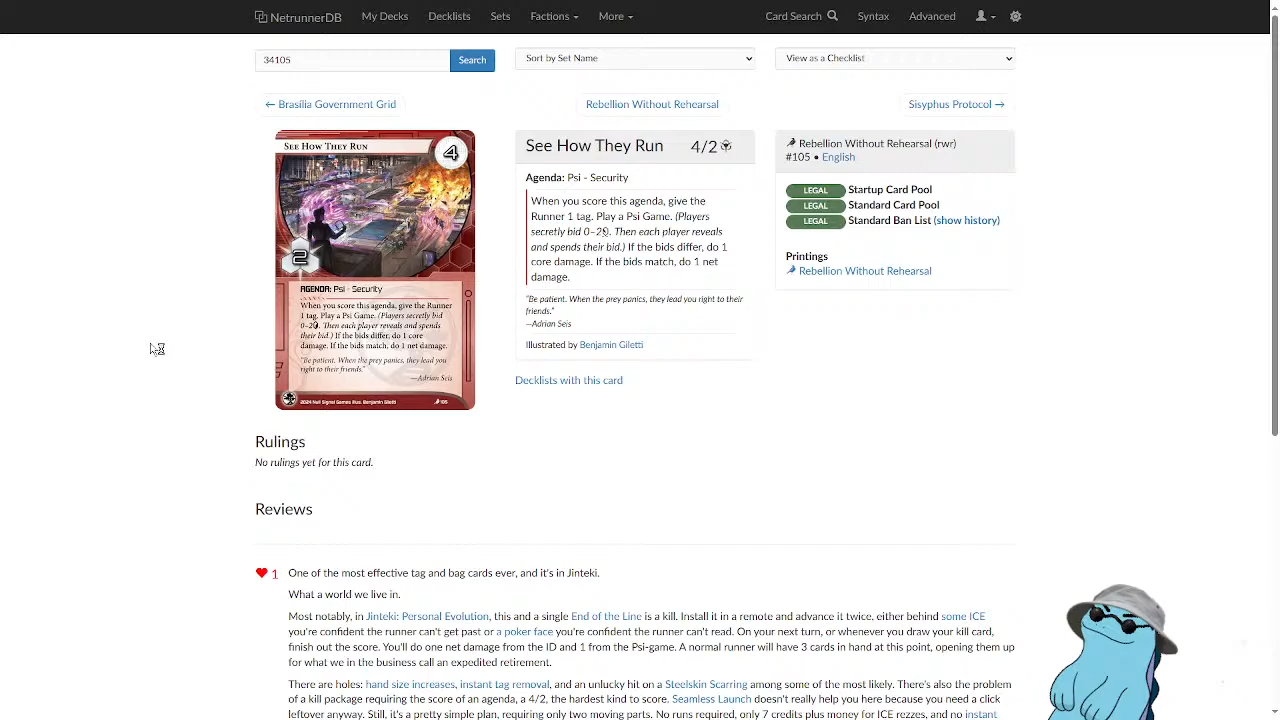 NetrunnerDB My Decks Decklists Sets Factions More Card Search Syntax Advanced
34105 Search Sort by Set Name View as a Checklist
← Brasília Government Grid Rebellion Without Rehearsal Sisyphus Protocol →
See How They Run
4
2
AGENDA: Psi - Security
When you score this agenda, give the Runner
1 tag. Play a Psi Game. (Players secretly bid
0–2. Then each player reveals and spends
their bid.) If the bids differ, do 1 core
damage. If the bids match, do 1 net damage.
"Be patient. When the prey panics, they lead you
right to their friends."
—Adrian Seis
2024 Null Signal Games Illus. Benjamin Giletti 105
See How They Run 4/2
Agenda: Psi - Security
When you score this agenda, give the
Runner 1 tag. Play a Psi Game. (Players
secretly bid 0–2. Then each player reveals
and spends their bid.) If the bids differ, do 1
core damage. If the bids match, do 1 net
damage.
"Be patient. When the prey panics, they lead you right to their
friends."
—Adrian Seis
Illustrated by Benjamin Giletti
Decklists with this card
Rebellion Without Rehearsal (rwr)
#105 • English
LEGAL Startup Card Pool
LEGAL Standard Card Pool
LEGAL Standard Ban List (show history)
Printings
Rebellion Without Rehearsal
Rulings
No rulings yet for this card.
Reviews
1 One of the most effective tag and bag cards ever, and it's in Jinteki.
What a world we live in.
Most notably, in Jinteki: Personal Evolution, this and a single End of the Line is a kill. Install it in a remote and advance it twice, either behind some ICE
you're confident the runner can't get past or a poker face you're confident the runner can't read. On your next turn, or whenever you draw your kill card,
finish out the score. You'll do one net damage from the ID and 1 from the Psi-game. A normal runner will have 3 cards in hand at this point, opening them up
for what we in the business call an expedited retirement.
There are holes: hand size increases, instant tag removal, and an unlucky hit on a Steelskin Scarring among some of the most likely. There's also the problem
of a kill package requiring the score of an agenda, a 4/2, the hardest kind to score. Seamless Launch doesn't really help you here because you need a click
leftover anyway. Still, it's a pretty simple plan, requiring only two moving parts. No runs required, only 7 credits plus money for ICE rezzes, and no instant